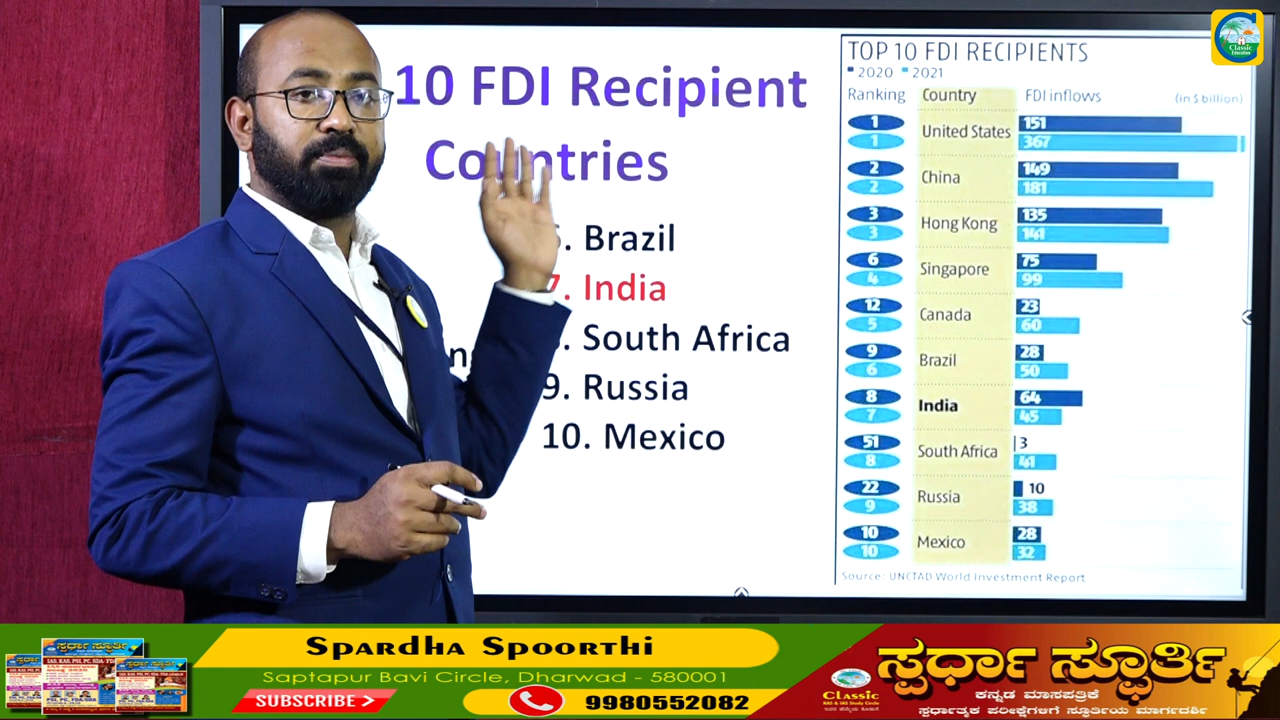 10 FDI Recipient
Countries
Brazil
7. India
South Africa
9. Russia
10. Mexico
TOP 10 FDI RECIPIENTS
2020 2021
Ranking Country FDI inflows (in $ billion)
1 United States 151
1 367
2 China 149
2 181
3 Hong Kong 135
3 141
6 Singapore 75
4 99
12 Canada 23
5 60
9 Brazil 28
6 50
8 India 64
7 45
51 South Africa 3
8 41
22 Russia 10
9 38
10 Mexico 28
10 32
Source: UNCTAD World Investment Report
Classic
Education
ಸ್ಪರ್ಧಾ ಸ್ಫೂರ್ತಿ
Spardha Spoorthi
Saptapur Bavi Circle, Dharwad - 580001
SUBSCRIBE
9980552082
ಸ್ಪರ್ಧಾ ಸ್ಫೂರ್ತಿ
Classic
ಕನ್ನಡ ಮಾಸಪತ್ರಿಕೆ
ಸ್ಪರ್ಧಾತ್ಮಕ ಪರೀಕ್ಷೆಗಳಿಗೆ ಸ್ಫೂರ್ತಿಯ ಮಾರ್ಗದರ್ಶಿ